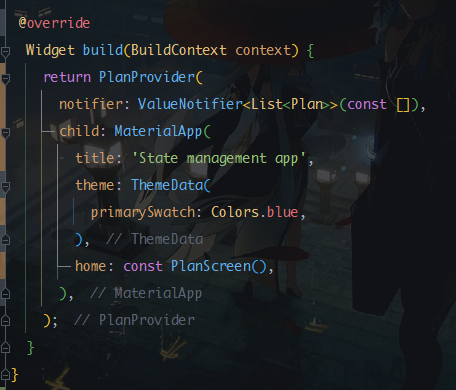 @override
Widget build(BuildContext context) {
return PlanProvider(
notifier: ValueNotifier<List<Plan>>(const []),
child: MaterialApp(
title: 'State management app',
theme: ThemeData(
primarySwatch: Colors.blue,
), // ThemeData
home: const PlanScreen(),
), // MaterialApp
); // PlanProvider
}
}